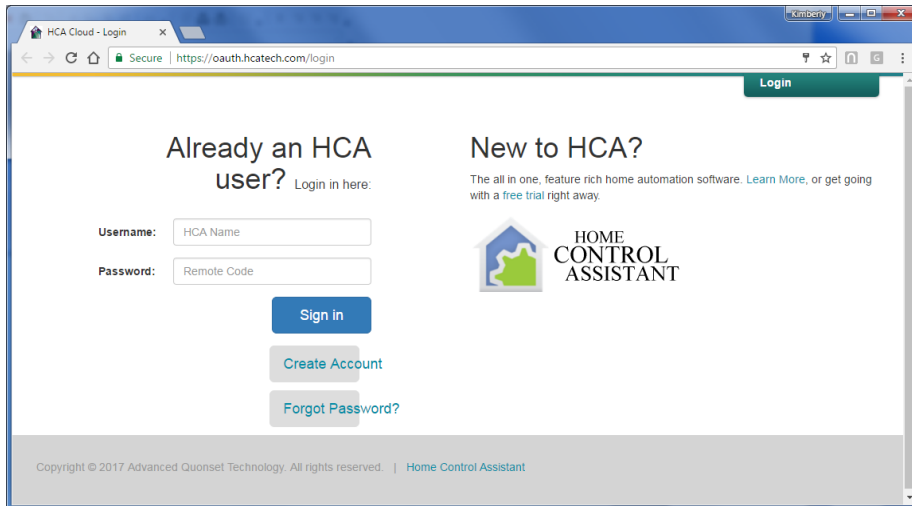 Kimberly
HCA Cloud - Login
Secure | https://oauth.hcatech.com/login
G
Login
Already an HCA
user? Login in here:
Username:
HCA Name
Password:
Remote Code
Sign in
Create Account
Forgot Password?
New to HCA?
The all in one, feature rich home automation software. Learn More, or get going
with a free trial right away.
HOME
CONTROL
ASSISTANT
Copyright © 2017 Advanced Quonset Technology. All rights reserved. | Home Control Assistant